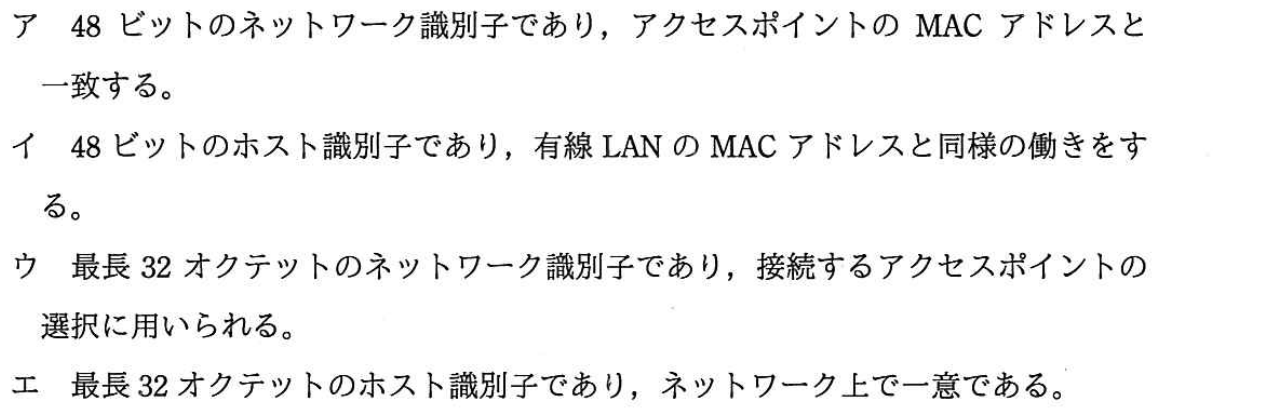 ア　48 ビットのネットワーク識別子であり，アクセスポイントの MAC アドレスと
一致する。
イ　48 ビットのホスト識別子であり，有線 LAN の MAC アドレスと同様の働きをす
る。
ウ　最長 32 オクテットのネットワーク識別子であり，接続するアクセスポイントの
選択に用いられる。
エ　最長 32 オクテットのホスト識別子であり，ネットワーク上で一意である。